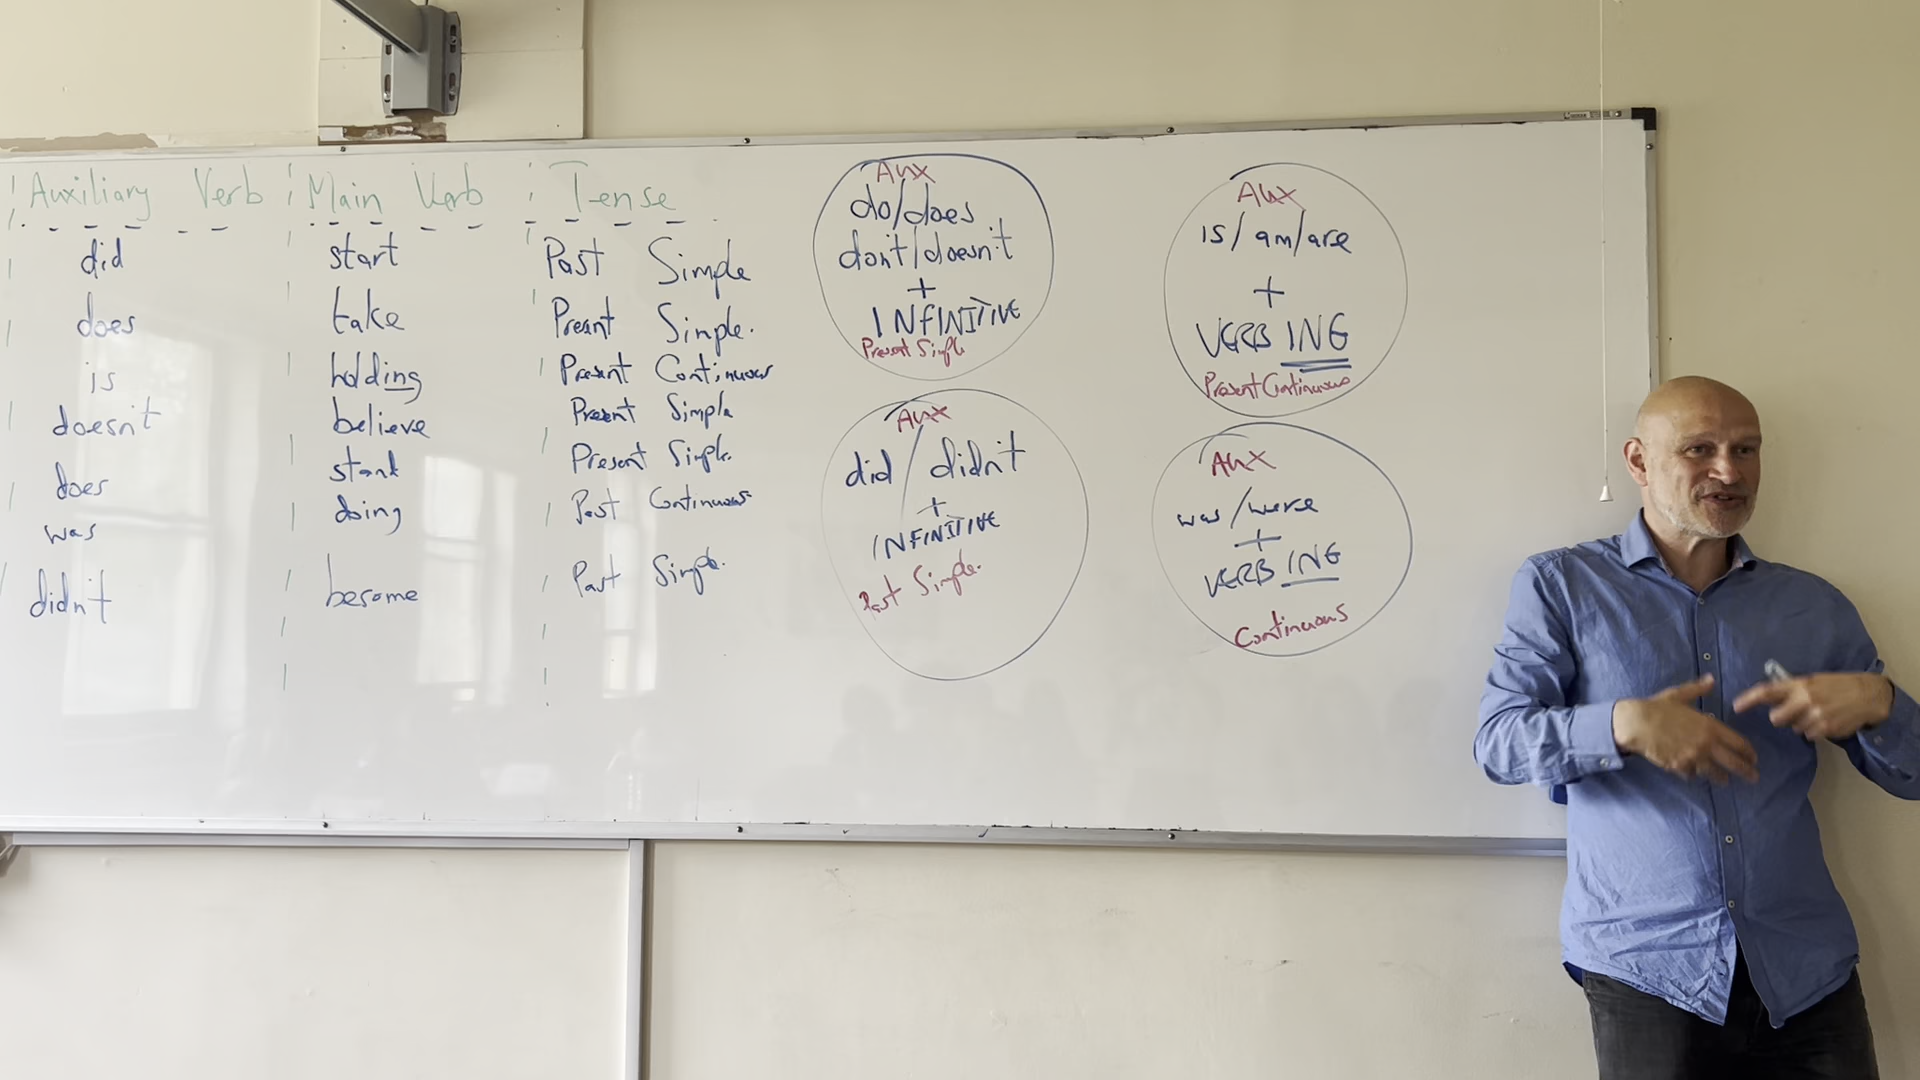 Auxiliary Verb Main Verb Tense
did start Past Simple
does take Present Simple.
is holding Present Continuous
doesn't believe Present Simple
does stand Present Simple.
was doing Past Continuous
didn't become Past Simple.
Aux
do/does
don't/doesn't
+
INFINITIVE
Present Simple
Aux
did/didn't
+
INFINITIVE
Past Simple.
Aux
is/am/are
+
VERB ING
Present Continuous
Aux
was/were
+
VERB ING
Continuous